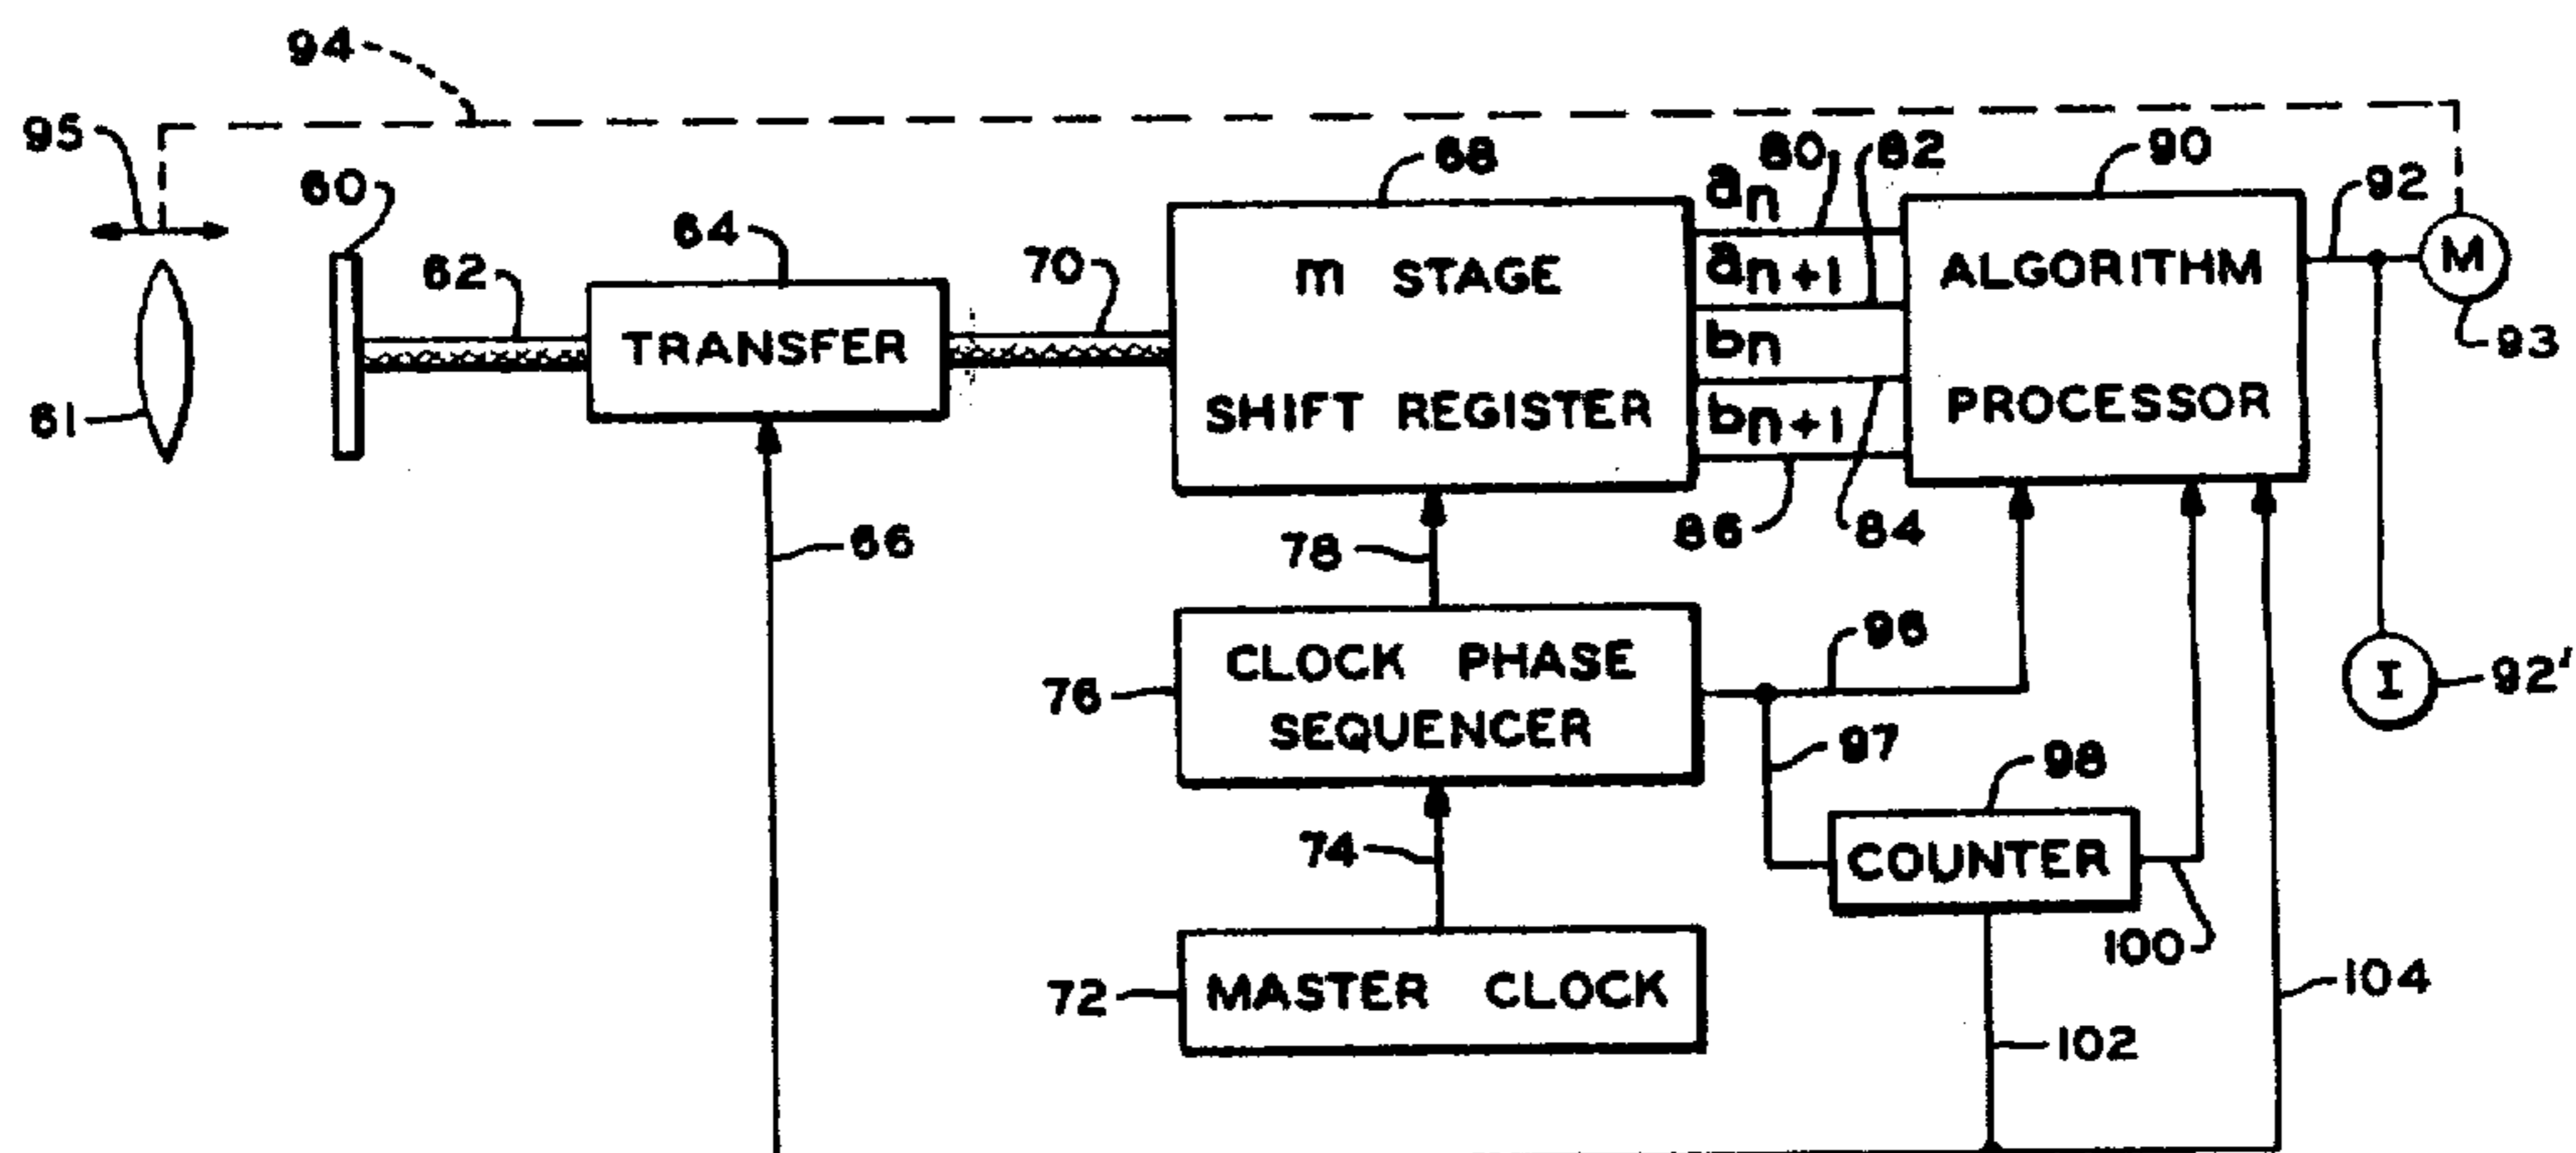 94
95
60
61
62
64
TRANSFER
66
70
68
m STAGE
SHIFT REGISTER
an
80
an+1
82
bn
84
bn+1
86
90
ALGORITHM
PROCESSOR
92
M
93
I
92'
78
76
CLOCK PHASE
SEQUENCER
96
97
74
98
COUNTER
100
72
MASTER CLOCK
102
104